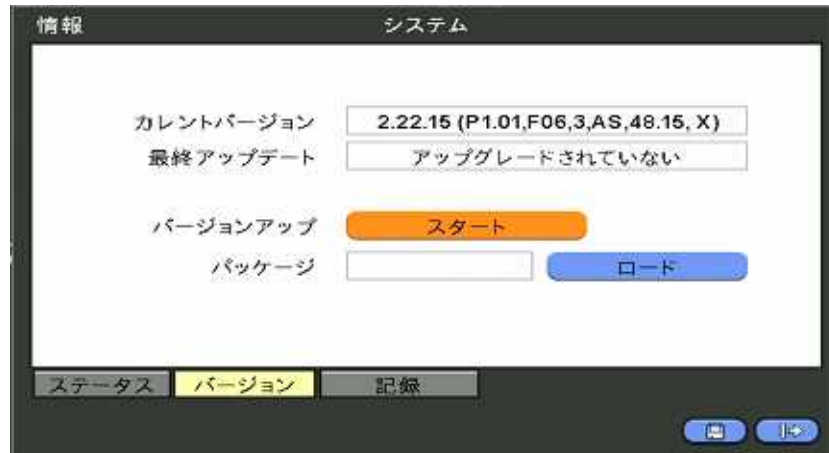 情報 システム
カレントバージョン 2.22.15 (P1.01,F06,3,AS,48.15, X)
最終アップデート アップグレードされていない
バージョンアップ スタート
パッケージ ロード
ステータス バージョン 記録